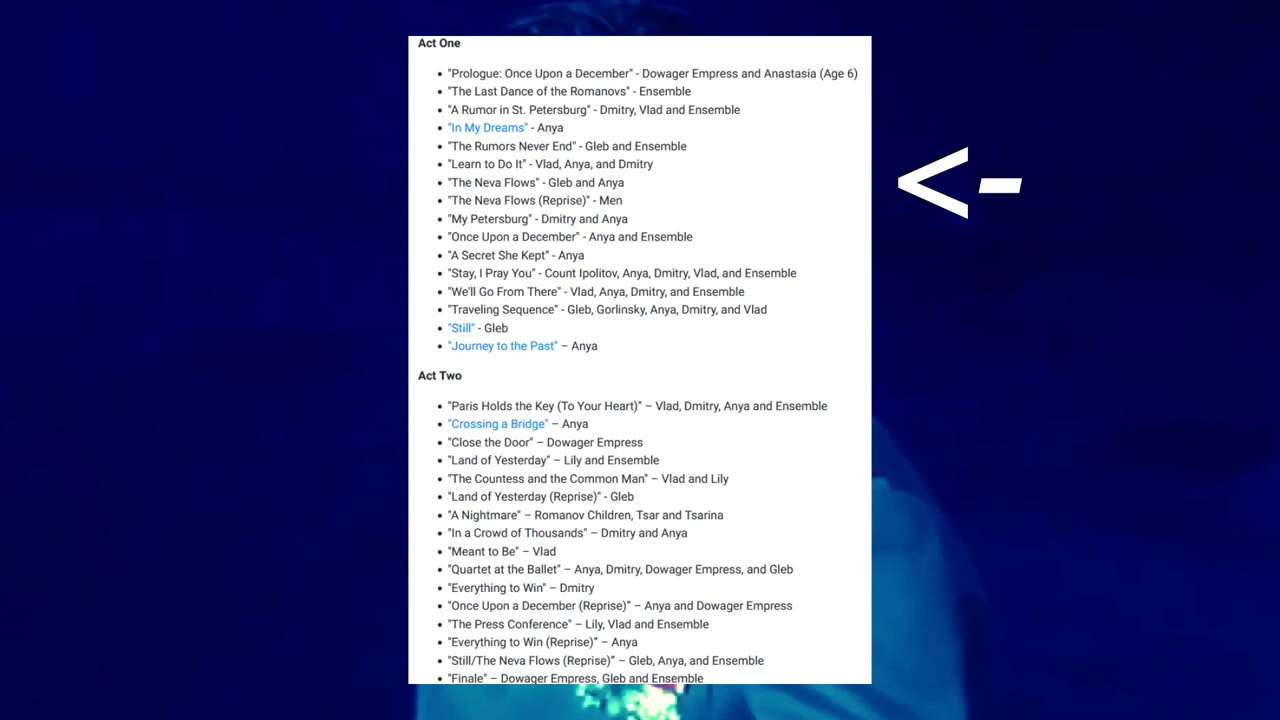 Act One
• "Prologue: Once Upon a December" - Dowager Empress and Anastasia (Age 6)
• "The Last Dance of the Romanovs" - Ensemble
• "A Rumor in St. Petersburg" - Dmitry, Vlad and Ensemble
• "In My Dreams" - Anya
• "The Rumors Never End" - Gleb and Ensemble
• "Learn to Do It" - Vlad, Anya, and Dmitry
• "The Neva Flows" - Gleb and Anya
• "The Neva Flows (Reprise)" - Men
• "My Petersburg" - Dmitry and Anya
• "Once Upon a December" - Anya and Ensemble
• "A Secret She Kept" - Anya
• "Stay, I Pray You" - Count Ipolitov, Anya, Dmitry, Vlad, and Ensemble
• "We'll Go From There" - Vlad, Anya, Dmitry, and Ensemble
• "Traveling Sequence" - Gleb, Gorlinsky, Anya, Dmitry, and Vlad
• "Still" - Gleb
• "Journey to the Past" – Anya
<-
Act Two
• "Paris Holds the Key (To Your Heart)" – Vlad, Dmitry, Anya and Ensemble
• "Crossing a Bridge" – Anya
• "Close the Door" – Dowager Empress
• "Land of Yesterday" – Lily and Ensemble
• "The Countess and the Common Man" – Vlad and Lily
• "Land of Yesterday (Reprise)" - Gleb
• "A Nightmare" – Romanov Children, Tsar and Tsarina
• "In a Crowd of Thousands" – Dmitry and Anya
• "Meant to Be" – Vlad
• "Quartet at the Ballet" – Anya, Dmitry, Dowager Empress, and Gleb
• "Everything to Win" – Dmitry
• "Once Upon a December (Reprise)" – Anya and Dowager Empress
• "The Press Conference" – Lily, Vlad and Ensemble
• "Everything to Win (Reprise)" – Anya
• "Still/The Neva Flows (Reprise)" – Gleb, Anya, and Ensemble
• "Finale" – Dowager Empress, Gleb and Ensemble